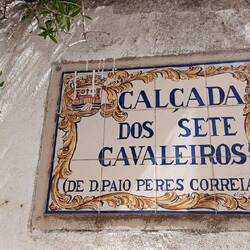 CALÇADA
DOS SETE
CAVALEIROS
(DE D. PAIO PERES CORREIA